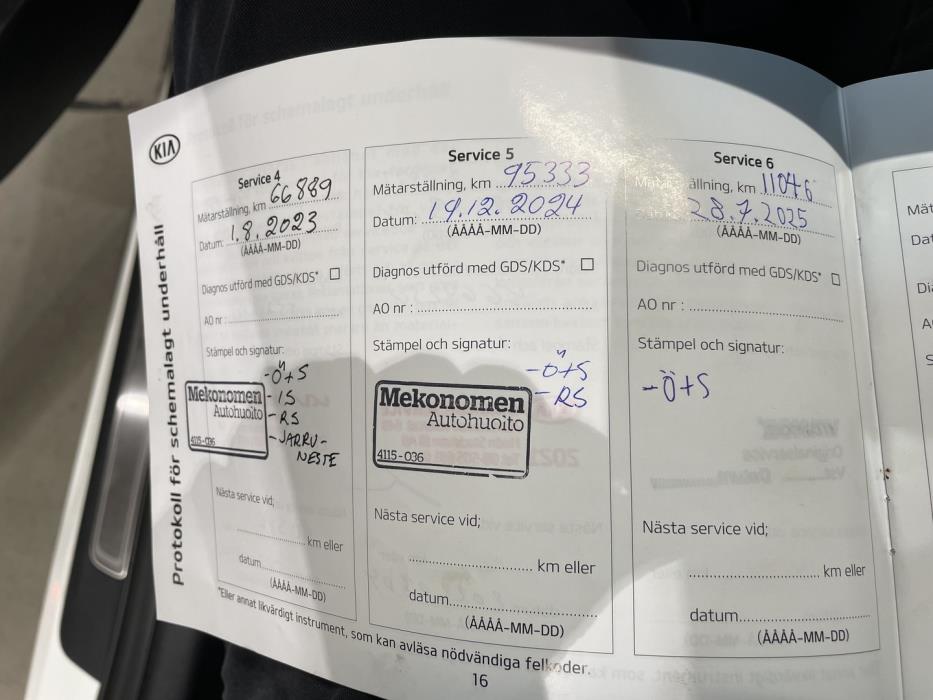 KIA
Protokoll för schemalagt underhåll
Service 4
Mätarställning, km 66889
Datum: 1.8.2023
(ÅÅÅÅ-MM-DD)
Diagnos utförd med GDS/KDS*
AO nr :
Stämpel och signatur:
-Ö+S
-IS
-RS
-JARRU-
NESTE
Mekonomen
Autohuolto
4115-036
Nästa service vid;
km eller
datum
(ÅÅÅÅ-MM-DD)
Service 5
Mätarställning, km 95333
Datum: 19.12.2024
(ÅÅÅÅ-MM-DD)
Diagnos utförd med GDS/KDS*
AO nr :
Stämpel och signatur:
-Ö+S
-RS
Mekonomen
Autohuolto
4115-036
Nästa service vid;
km eller
datum
(ÅÅÅÅ-MM-DD)
Service 6
ällning, km 11046
28.7.2025
(ÅÅÅÅ-MM-DD)
Diagnos utförd med GDS/KDS*
AO nr :
Stämpel och signatur:
-Ö+S
Nästa service vid;
km eller
datum
(ÅÅÅÅ-MM-DD)
*Eller annat likvärdigt instrument, som kan avläsa nödvändiga felkoder.
16
Mät
Dat